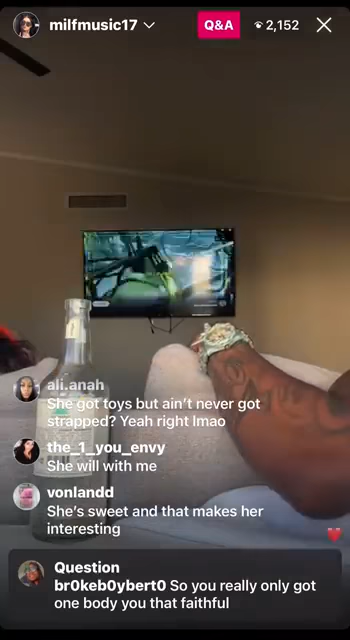 milfmusic17
Q&A
2,152
ali.anah
She got toys but ain't never got
strapped? Yeah right lmao
the_1_you_envy
She will with me
vonlandd
She's sweet and that makes her
interesting
Question
br0keb0ybert0 So you really only got
one body you that faithful